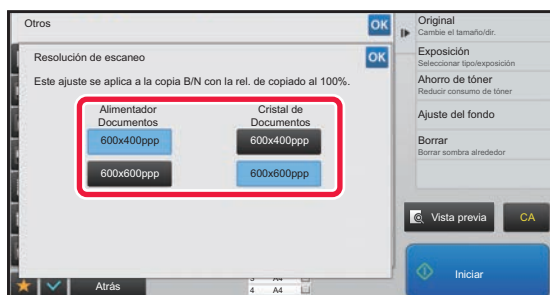 Otros
OK
Resolución de escaneo
OK
Este ajuste se aplica a la copia B/N con la rel. de copiado al 100%.
Alimentador
Documentos
Cristal de
Documentos
600x400ppp
600x400ppp
600x600ppp
600x600ppp
Atrás
4 A4
Original
Cambie el tamaño/dir.
Exposición
Seleccionar tipo/exposición
Ahorro de tóner
Reducir consumo de tóner
Ajuste del fondo
Borrar
Borrar sombra alrededor
Vista previa
CA
Iniciar